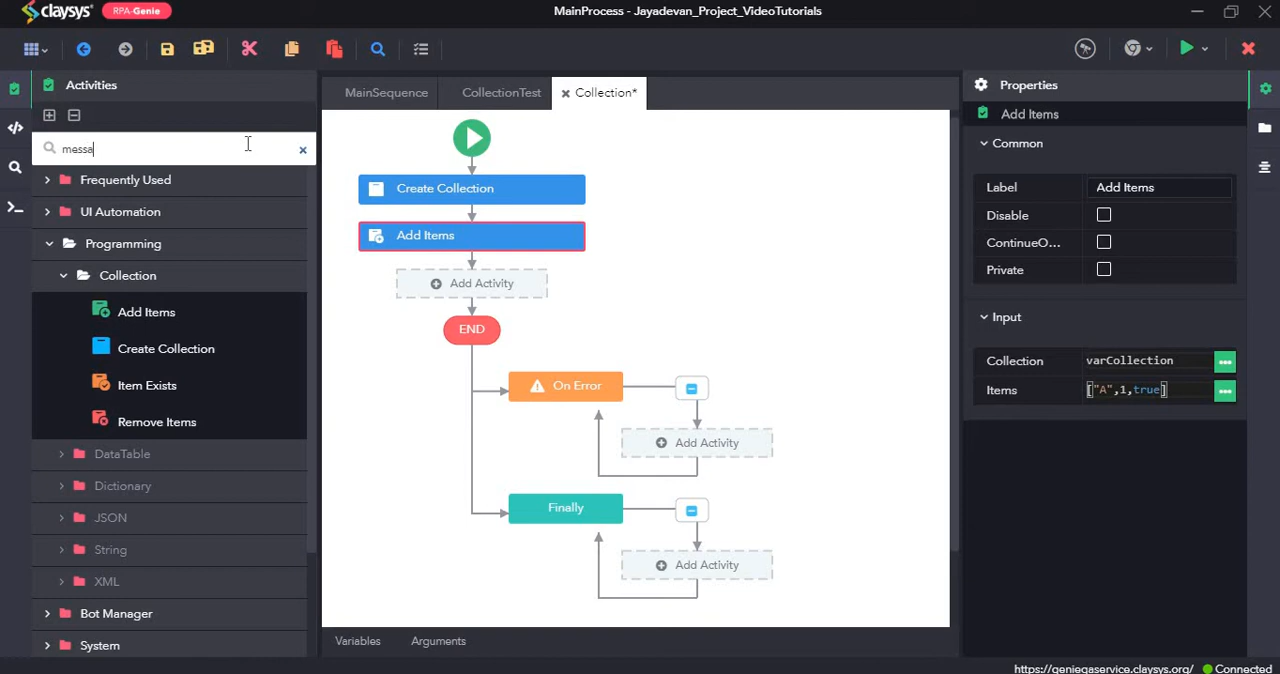 claysys RPA-Genie MainProcess - Jayadevan_Project_VideoTutorials
Activities
messa
Frequently Used
UI Automation
Programming
Collection
Add Items
Create Collection
Item Exists
Remove Items
DataTable
Dictionary
JSON
String
XML
Bot Manager
System
MainSequence CollectionTest Collection*
Create Collection
Add Items
Add Activity
END
On Error
Add Activity
Finally
Add Activity
Variables Arguments
Properties
Add Items
Common
Label Add Items
Disable
ContinueO...
Private
Input
Collection varCollection
Items ["A",1,true]
https://geniegaservice.claysys.org/ Connected